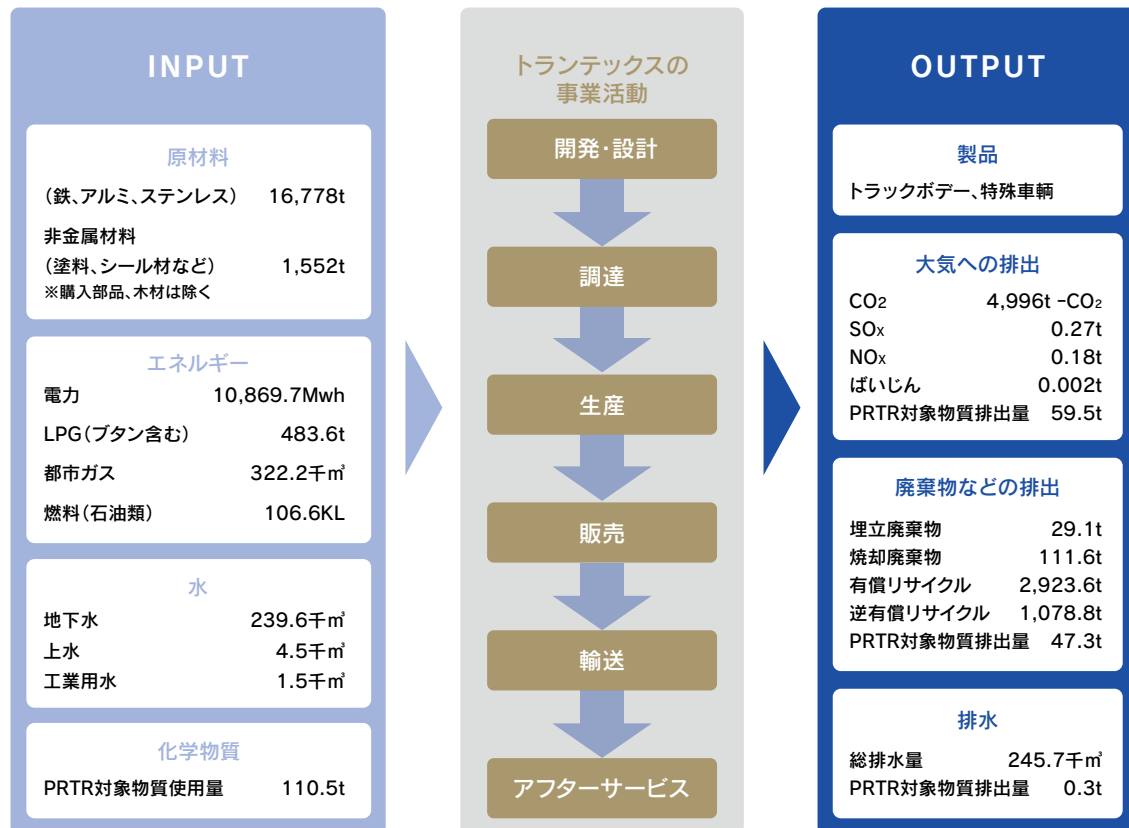 INPUT
原材料
(鉄、アルミ、ステンレス) 16,778t
非金属材料
(塗料、シール材など) 1,552t
※購入部品、木材は除く
エネルギー
電力 10,869.7Mwh
LPG(ブタン含む) 483.6t
都市ガス 322.2千㎥
燃料(石油類) 106.6KL
水
地下水 239.6千㎥
上水 4.5千㎥
工業用水 1.5千㎥
化学物質
PRTR対象物質使用量 110.5t
トランテックスの
事業活動
開発・設計
調達
生産
販売
輸送
アフターサービス
OUTPUT
製品
トラックボデー、特殊車輌
大気への排出
CO2 4,996t -CO2
SOx 0.27t
NOx 0.18t
ばいじん 0.002t
PRTR対象物質排出量 59.5t
廃棄物などの排出
埋立廃棄物 29.1t
焼却廃棄物 111.6t
有償リサイクル 2,923.6t
逆有償リサイクル 1,078.8t
PRTR対象物質排出量 47.3t
排水
総排水量 245.7千㎥
PRTR対象物質排出量 0.3t